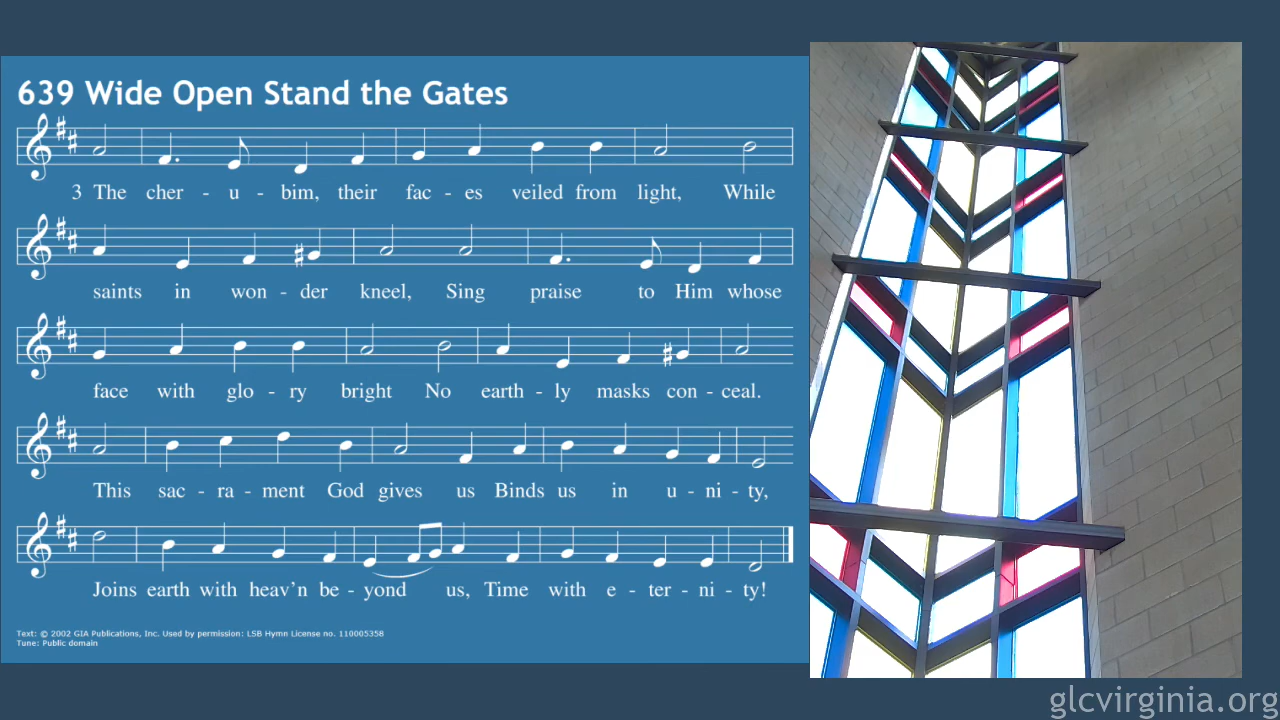 639 Wide Open Stand the Gates
3 The cher - u - bim, their fac - es veiled from light, While
saints in won - der kneel, Sing praise to Him whose
face with glo - ry bright No earth - ly masks con - ceal.
This sac - ra - ment God gives us Binds us in u - ni - ty,
Joins earth with heav'n be - yond us, Time with e - ter - ni - ty!
Text: © 2002 GIA Publications, Inc. Used by permission: LSB Hymn License no. 110005358
Tune: Public domain
glcvirginia.org